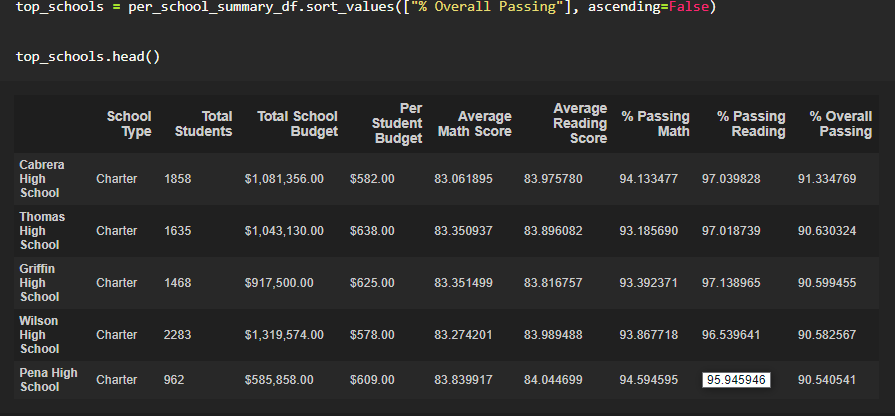 top_schools = per_school_summary_df.sort_values(["% Overall Passing"], ascending=False)
top_schools.head()
School Type Total Students Total School Budget Per Student Budget Average Math Score Average Reading Score % Passing Math % Passing Reading % Overall Passing
Cabrera High School Charter 1858 $1,081,356.00 $582.00 83.061895 83.975780 94.133477 97.039828 91.334769
Thomas High School Charter 1635 $1,043,130.00 $638.00 83.350937 83.896082 93.185690 97.018739 90.630324
Griffin High School Charter 1468 $917,500.00 $625.00 83.351499 83.816757 93.392371 97.138965 90.599455
Wilson High School Charter 2283 $1,319,574.00 $578.00 83.274201 83.989488 93.867718 96.539641 90.582567
Pena High School Charter 962 $585,858.00 $609.00 83.839917 84.044699 94.594595 95.945946 90.540541